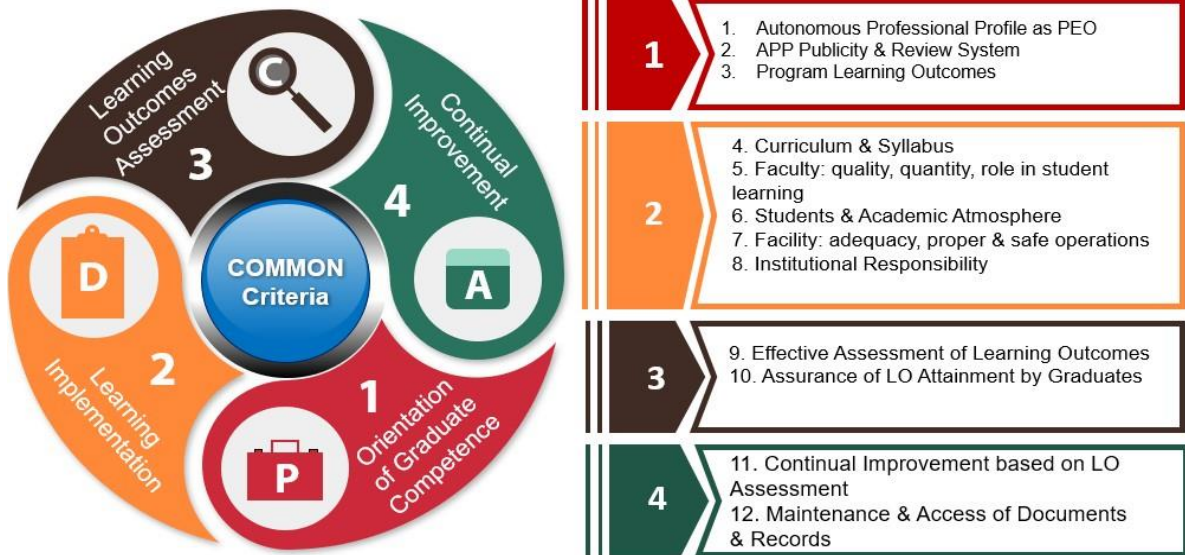 Learning
Outcomes
Assessment
3
C
Continual
Improvement
4
A
COMMON
Criteria
D
2
Learning
Implementation
1
Orientation
of Graduate
Competence
P
1
1. Autonomous Professional Profile as PEO
2. APP Publicity & Review System
3. Program Learning Outcomes
2
4. Curriculum & Syllabus
5. Faculty: quality, quantity, role in student
learning
6. Students & Academic Atmosphere
7. Facility: adequacy, proper & safe operations
8. Institutional Responsibility
3
9. Effective Assessment of Learning Outcomes
10. Assurance of LO Attainment by Graduates
4
11. Continual Improvement based on LO
Assessment
12. Maintenance & Access of Documents
& Records